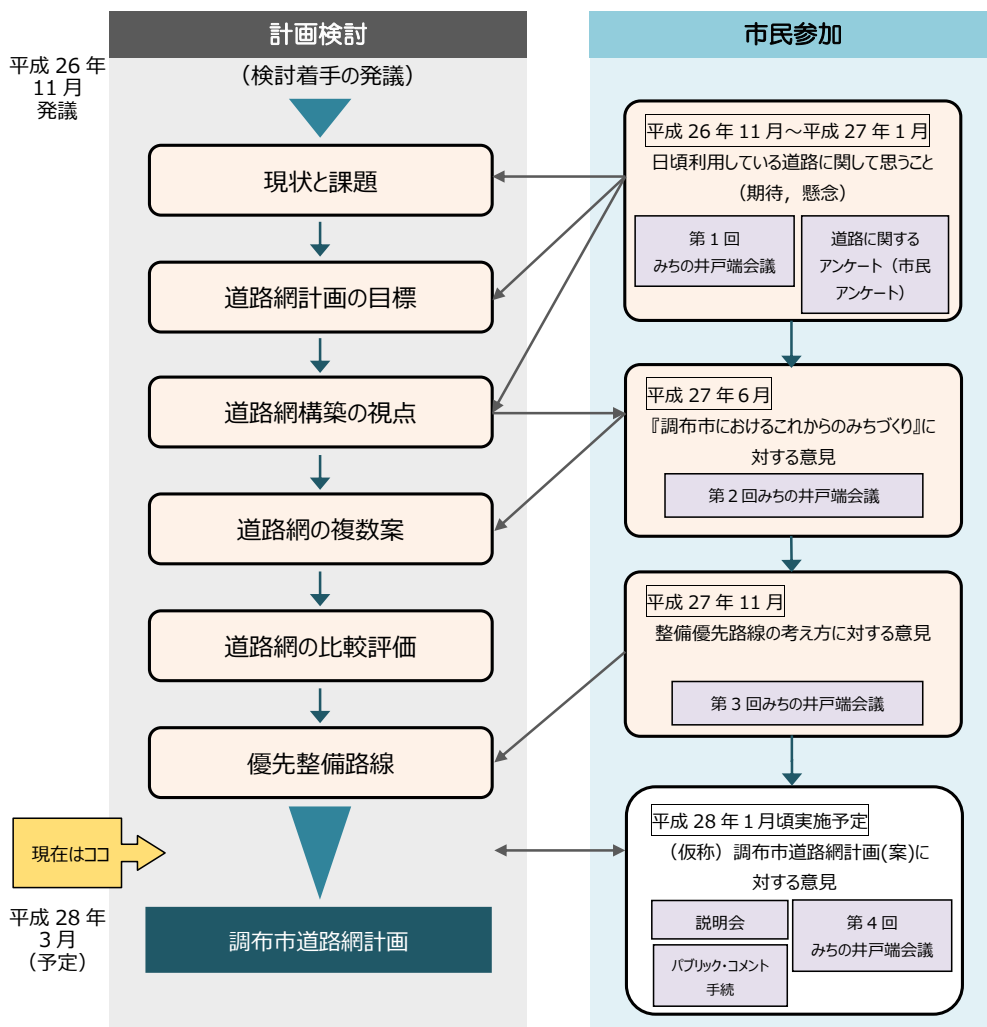 計画検討
市民参加
平成 26 年
11 月
発議
（検討着手の発議）
現状と課題
道路網計画の目標
道路網構築の視点
道路網の複数案
道路網の比較評価
優先整備路線
現在はココ
平成 28 年
3 月
（予定）
調布市道路網計画
平成 26 年 11 月～平成 27 年 1 月
日頃利用している道路に関して思うこと
（期待，懸念）
第 1 回
みちの井戸端会議
道路に関する
アンケート（市民
アンケート）
平成 27 年 6 月
『調布市におけるこれからのみちづくり』に
対する意見
第 2 回みちの井戸端会議
平成 27 年 11 月
整備優先路線の考え方に対する意見
第 3 回みちの井戸端会議
平成 28 年 1 月頃実施予定
（仮称）調布市道路網計画(案)に
対する意見
説明会
パブリック・コメント
手続
第 4 回
みちの井戸端会議